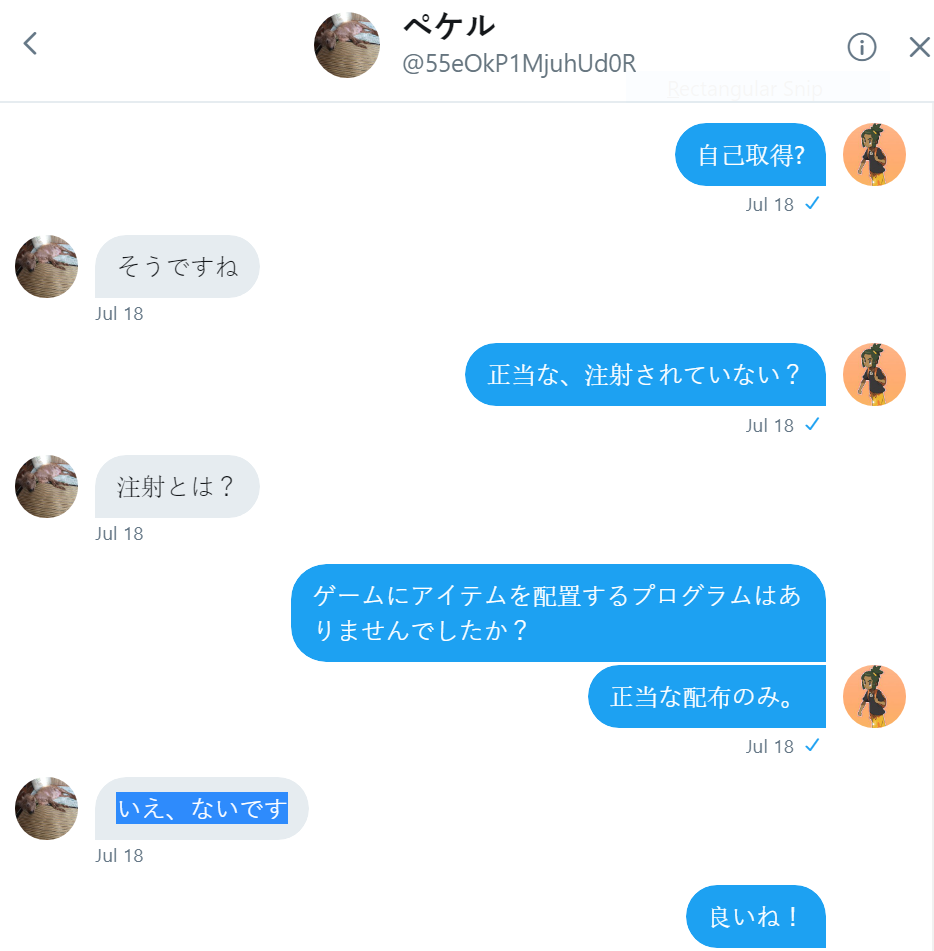 ペケル
@55eOkP1MjuhUd0R
Rectangular Snip
自己取得?
Jul 18
そうですね
Jul 18
正当な、注射されていない？
Jul 18
注射とは？
Jul 18
ゲームにアイテムを配置するプログラムはあ
りませんでしたか？
正当な配布のみ。
Jul 18
いえ、ないです
Jul 18
良いね！